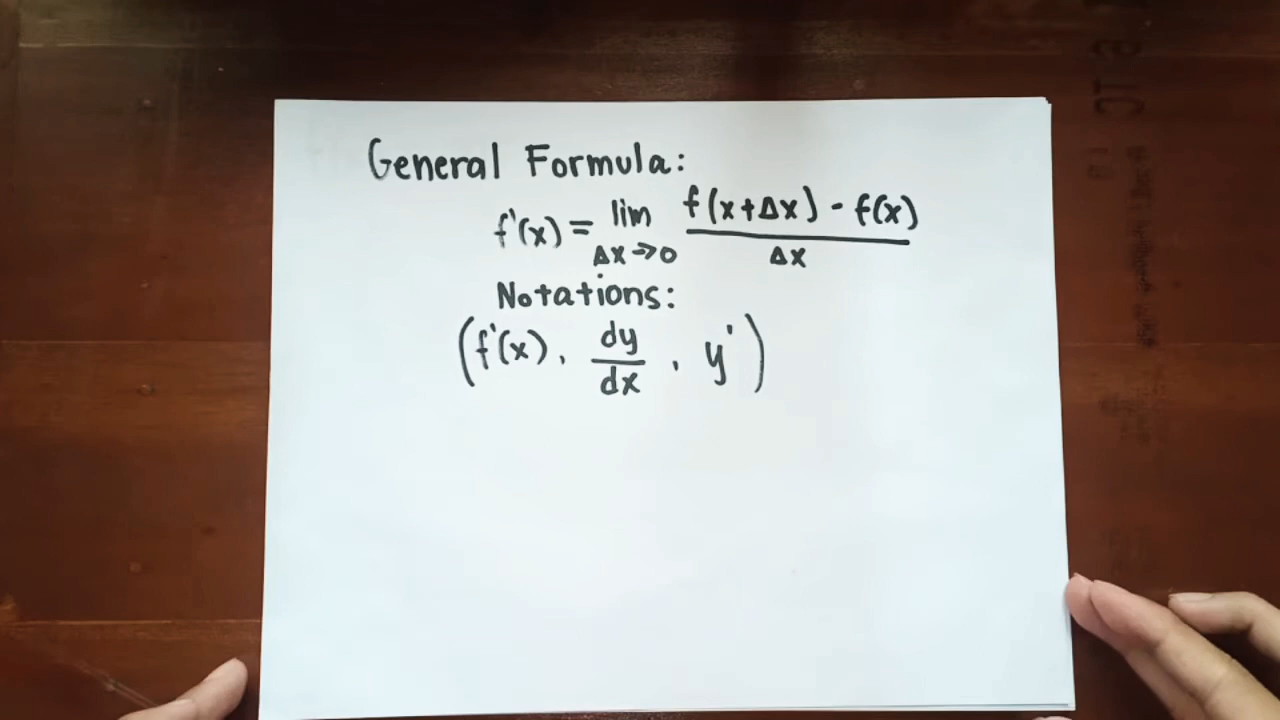 General Formula:
f'(x) = lim Δx→0 f(x+Δx) - f(x) / Δx
Notations:
(f'(x), dy/dx, y')